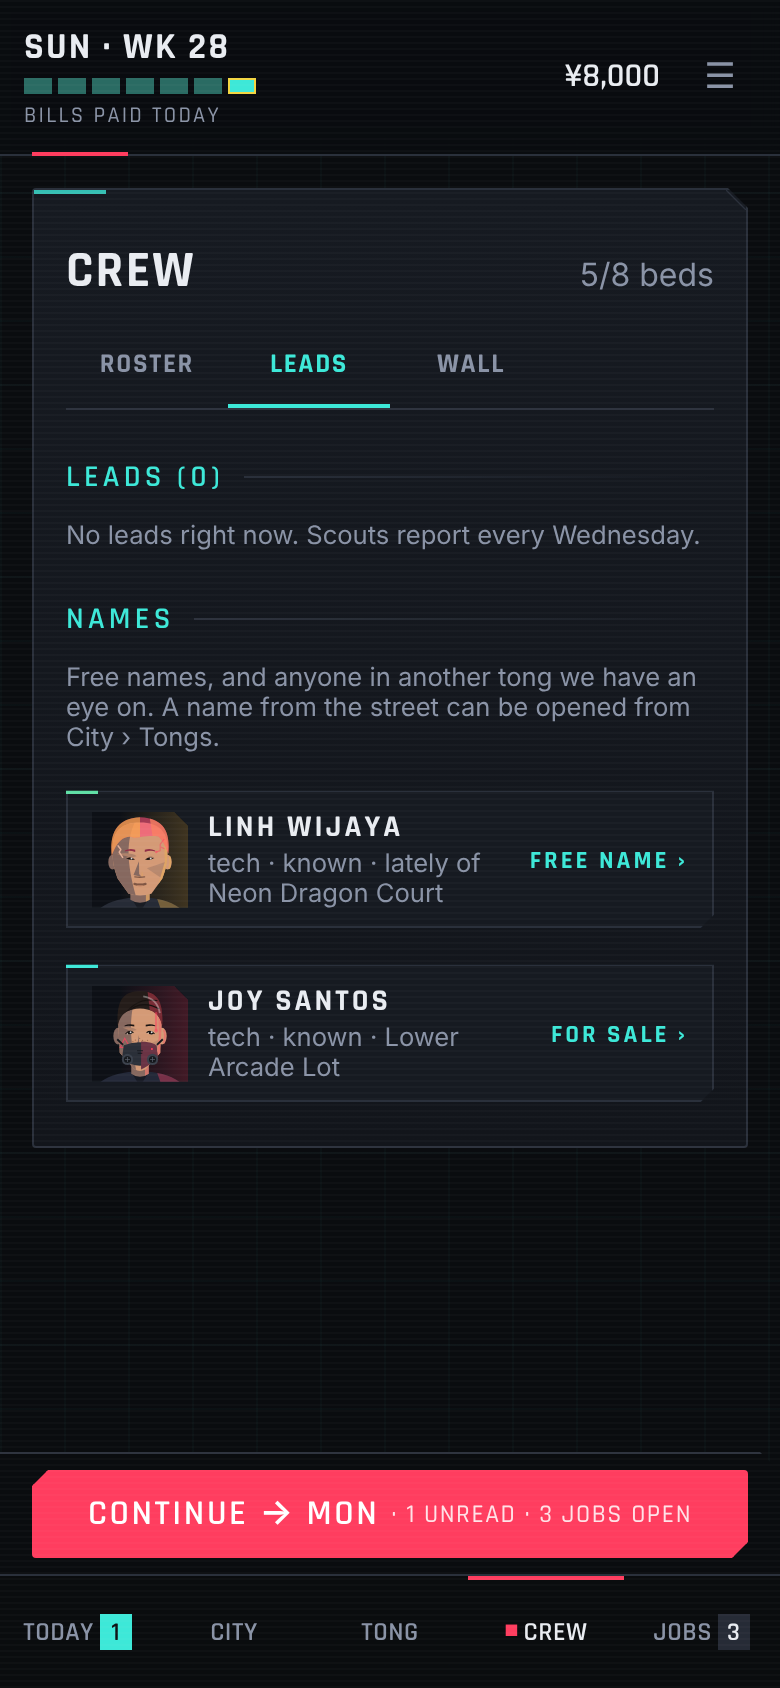 SUN · WK 28
BILLS PAID TODAY
¥8,000
☰
CREW
5/8 beds
ROSTER LEADS WALL
LEADS (0)
No leads right now. Scouts report every Wednesday.
NAMES
Free names, and anyone in another tong we have an
eye on. A name from the street can be opened from
City › Tongs.
LINH WIJAYA
tech · known · lately of
Neon Dragon Court
FREE NAME ›
JOY SANTOS
tech · known · Lower
Arcade Lot
FOR SALE ›
CONTINUE → MON · 1 UNREAD · 3 JOBS OPEN
TODAY 1 CITY TONG CREW JOBS 3